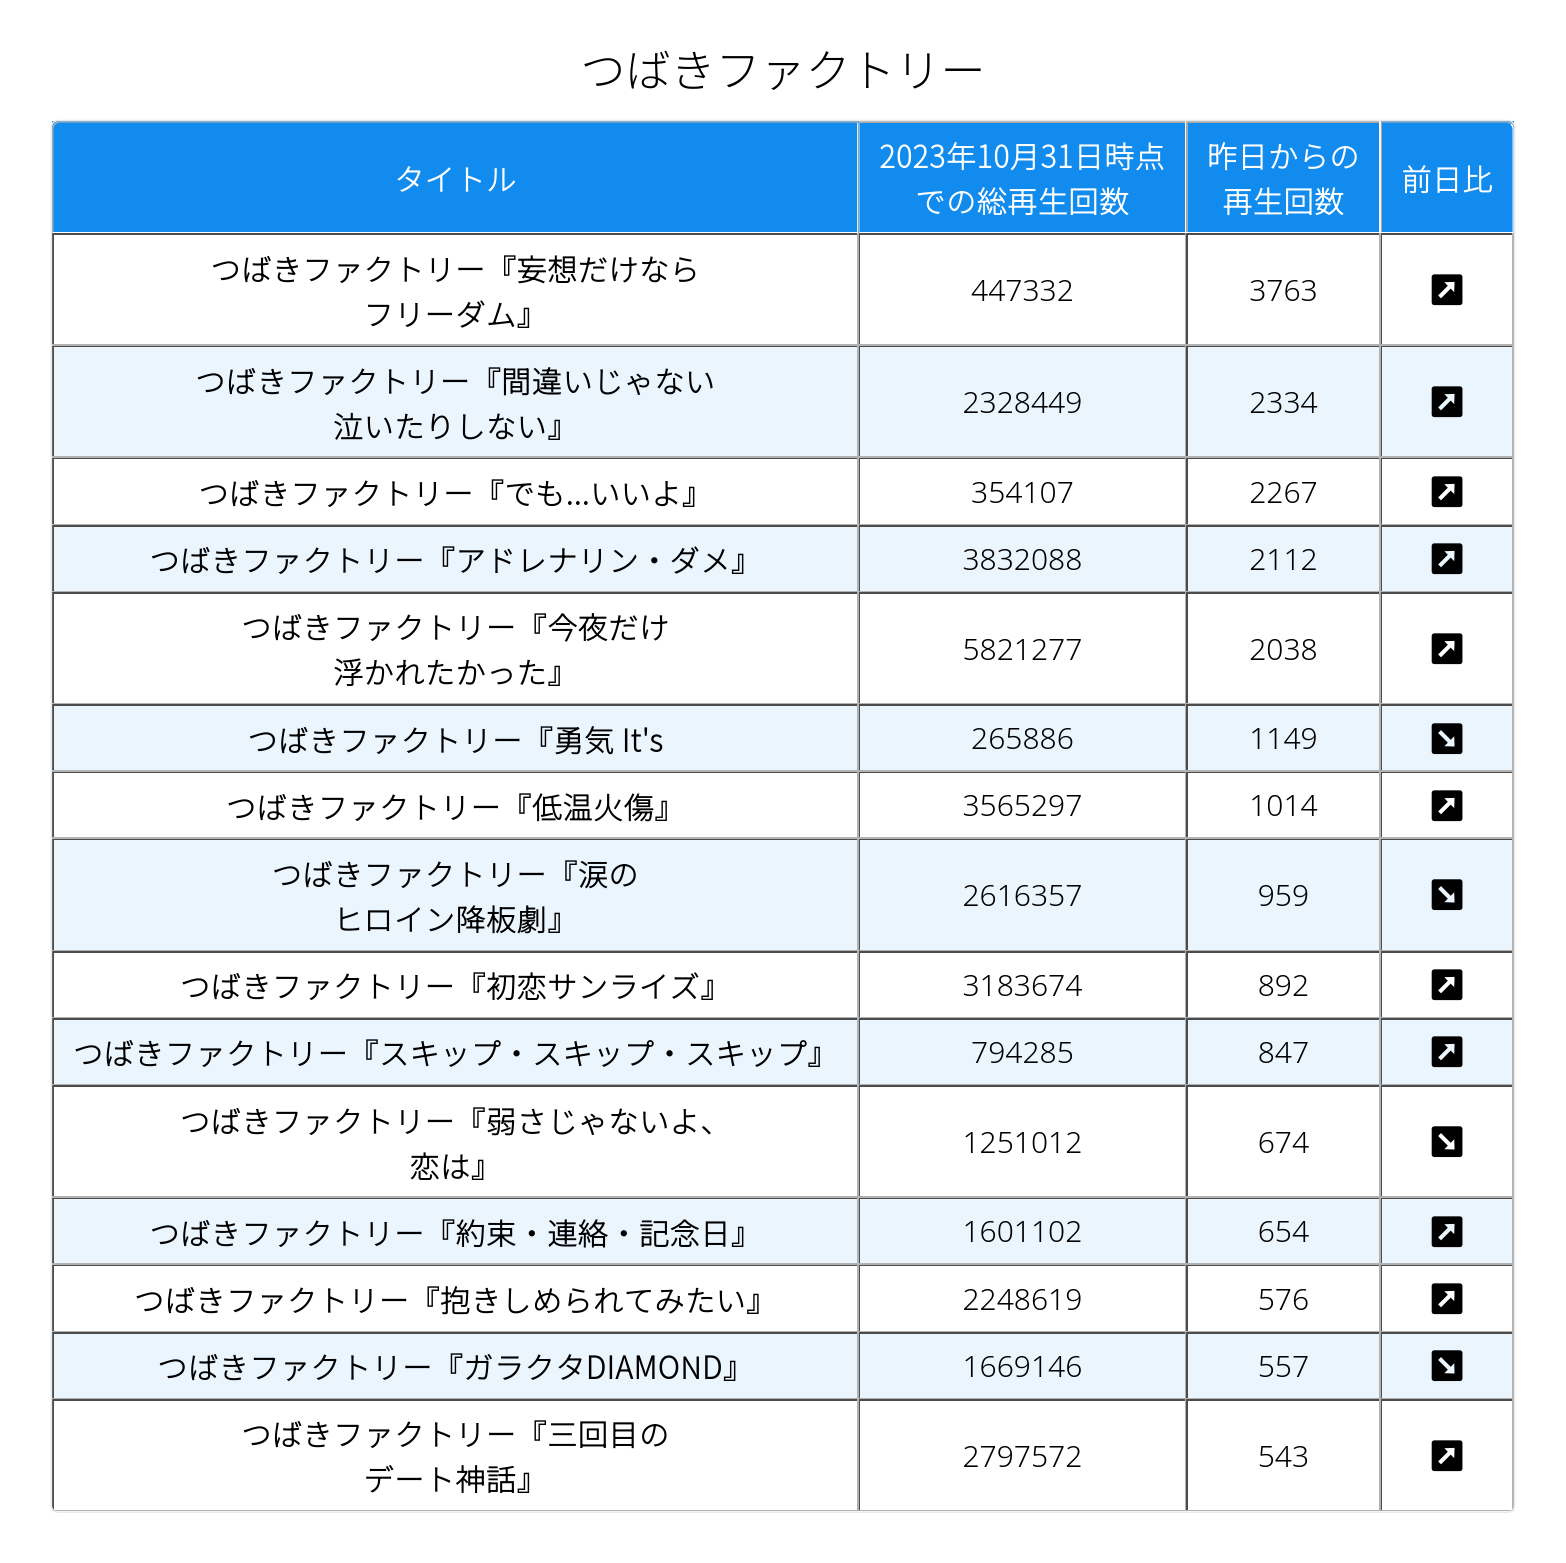 つばきファクトリー
タイトル
2023年10月31日時点
での総再生回数
昨日からの
再生回数
前日比
つばきファクトリー『妄想だけなら
フリーダム』
447332
3763
つばきファクトリー『間違いじゃない
泣いたりしない』
2328449
2334
つばきファクトリー『でも...いいよ』
354107
2267
つばきファクトリー『アドレナリン・ダメ』
3832088
2112
つばきファクトリー『今夜だけ
浮かれたかった』
5821277
2038
つばきファクトリー『勇気 It's
265886
1149
つばきファクトリー『低温火傷』
3565297
1014
つばきファクトリー『涙の
ヒロイン降板劇』
2616357
959
つばきファクトリー『初恋サンライズ』
3183674
892
つばきファクトリー『スキップ・スキップ・スキップ』
794285
847
つばきファクトリー『弱さじゃないよ、
恋は』
1251012
674
つばきファクトリー『約束・連絡・記念日』
1601102
654
つばきファクトリー『抱きしめられてみたい』
2248619
576
つばきファクトリー『ガラクタDIAMOND』
1669146
557
つばきファクトリー『三回目の
デート神話』
2797572
543